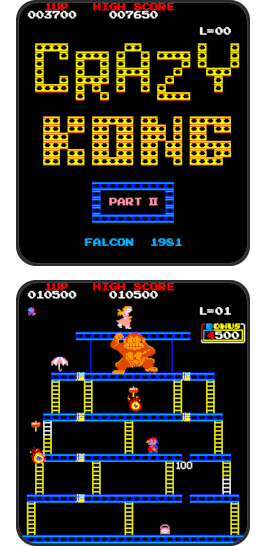 1UP HIGH SCORE
003700 007650
L=00
CRAZY
KONG
PART II
FALCON 1981
1UP HIGH SCORE
010500 010500
L=01
BONUS
4500
100